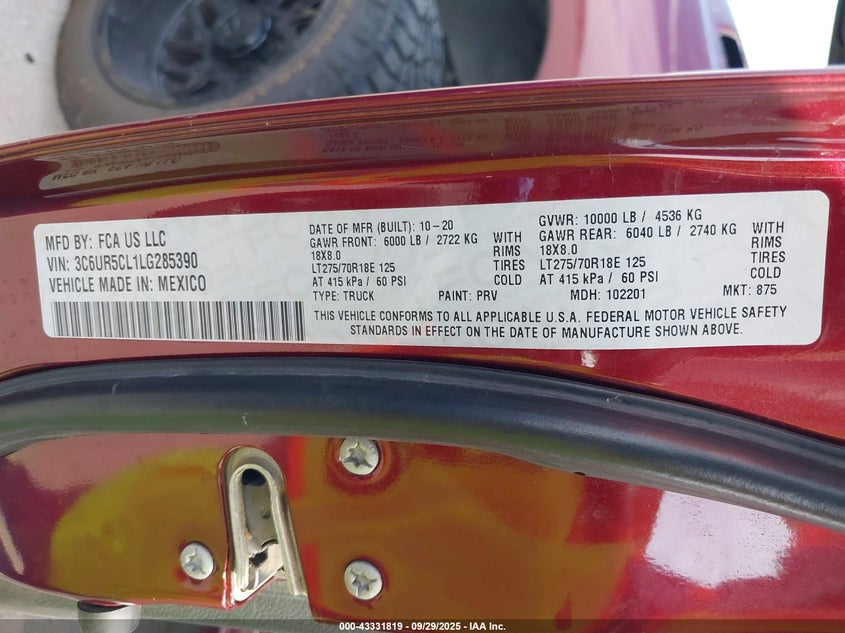 MFD BY: FCA US LLC
VIN: 3C6UR5CL1LG285390
VEHICLE MADE IN: MEXICO
DATE OF MFR (BUILT): 10-20
GAWR FRONT: 6000 LB / 2722 KG WITH
18X8.0 RIMS
LT275/70R18E 125 TIRES
AT 415 kPa / 60 PSI COLD
TYPE: TRUCK PAINT: PRV
GVWR: 10000 LB / 4536 KG
GAWR REAR: 6040 LB / 2740 KG WITH
18X8.0 RIMS
LT275/70R18E 125 TIRES
AT 415 kPa / 60 PSI COLD
MDH: 102201 MKT: 875
THIS VEHICLE CONFORMS TO ALL APPLICABLE U.S.A. FEDERAL MOTOR VEHICLE SAFETY
STANDARDS IN EFFECT ON THE DATE OF MANUFACTURE SHOWN ABOVE.
000-43331819 - 09/29/2025 - IAA Inc.